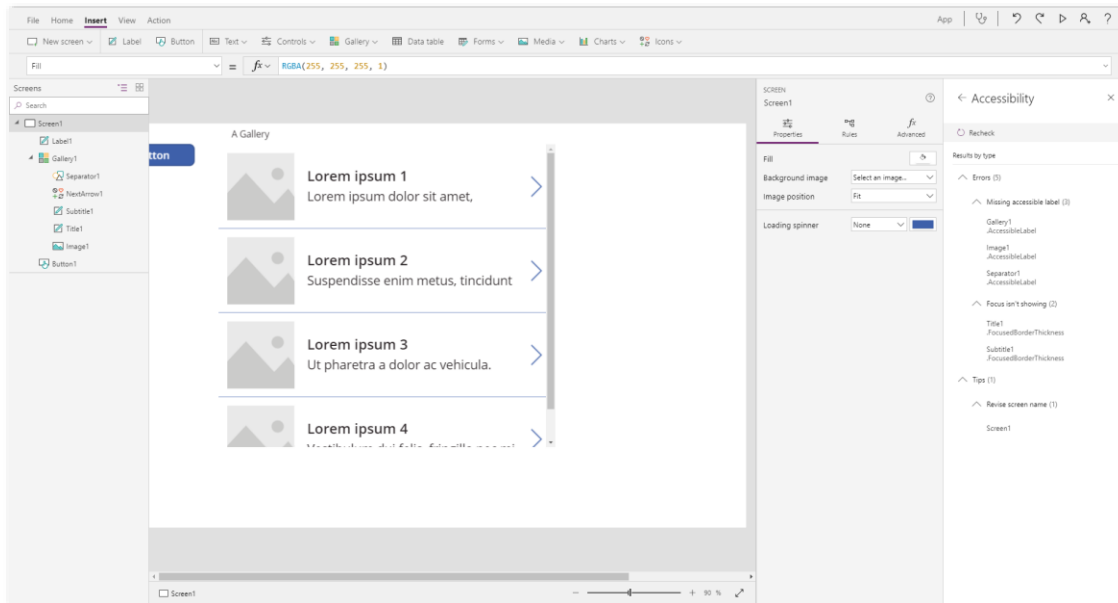 File Home Insert View Action App ?
New screen Label Button Text Controls Gallery Data table Forms Media Charts Icons
Fill = fx RGBA(255, 255, 255, 1)
Screens
Search
Screen1
Label1
Gallery1
Separator1
NextArrow1
Subtitle1
Title1
Image1
Button1
A Gallery
tton
Lorem ipsum 1
Lorem ipsum dolor sit amet,
Lorem ipsum 2
Suspendisse enim metus, tincidunt
Lorem ipsum 3
Ut pharetra a dolor ac vehicula.
Lorem ipsum 4
Screen1
90 %
SCREEN
Screen1
Properties Rules Advanced
Fill
Background image Select an image...
Image position Fit
Loading spinner None
Accessibility
Recheck
Results by type
Errors (5)
Missing accessible label (3)
Gallery1
.AccessibleLabel
Image1
.AccessibleLabel
Separator1
.AccessibleLabel
Focus isn't showing (2)
Title1
.FocusedBorderThickness
Subtitle1
.FocusedBorderThickness
Tips (1)
Revise screen name (1)
Screen1